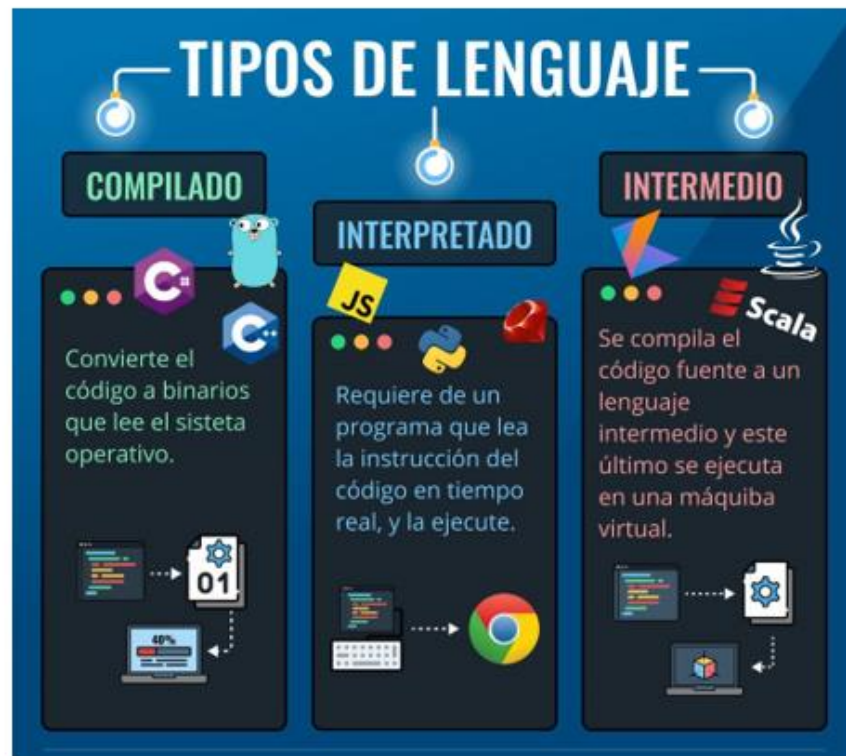 TIPOS DE LENGUAJE
COMPILADO
C#
C++
Convierte el
código a binarios
que lee el sisteta
operativo.
01
40%
INTERPRETADO
JS
Requiere de un
programa que lea
la instrucción del
código en tiempo
real, y la ejecute.
INTERMEDIO
Scala
Se compila el
código fuente a un
lenguaje
intermedio y este
último se ejecuta
en una máquiba
virtual.